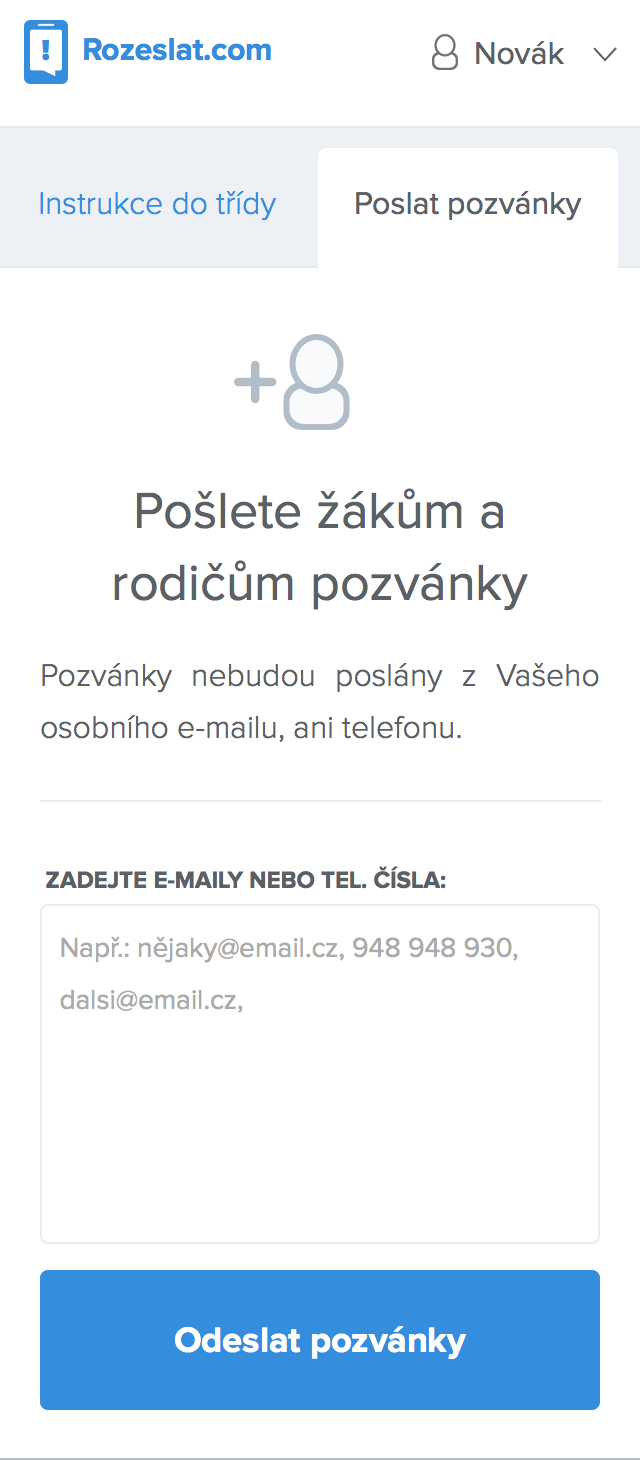 Rozeslat.com
Novák
Instrukce do třídy
Poslat pozvánky
Pošlete žákům a
rodičům pozvánky
Pozvánky nebudou poslány z Vašeho
osobního e-mailu, ani telefonu.
ZADEJTE E-MAILY NEBO TEL. ČÍSLA:
Např.: nějaky@email.cz, 948 948 930,
dalsi@email.cz,
Odeslat pozvánky